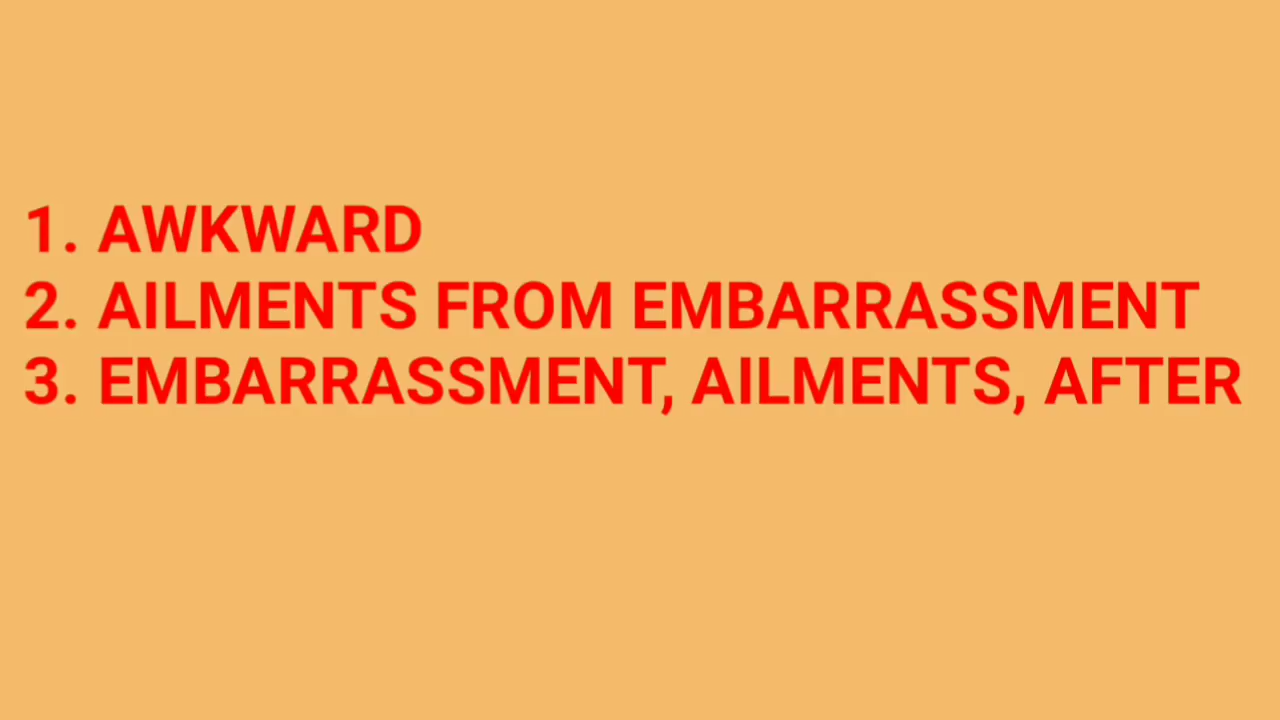 1. AWKWARD
2. AILMENTS FROM EMBARRASSMENT
3. EMBARRASSMENT, AILMENTS, AFTER